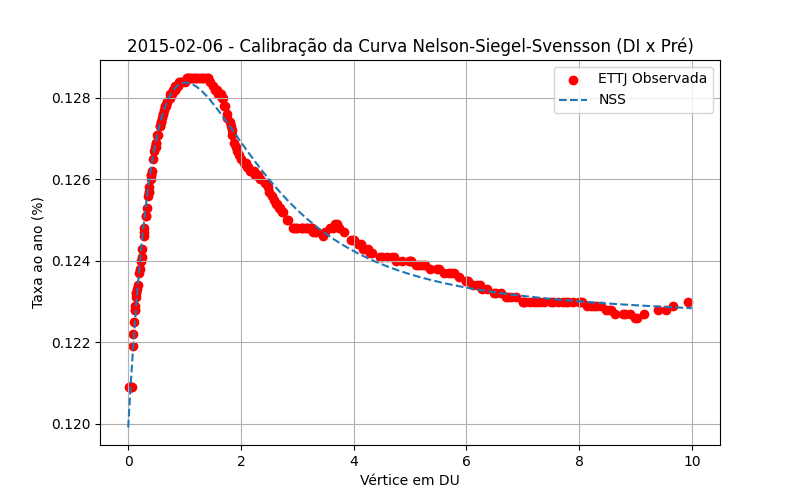 2015-02-06 - Calibração da Curva Nelson-Siegel-Svensson (DI x Pré)
ETTJ Observada
NSS
Taxa ao ano (%)
0.128
0.126
0.124
0.122
0.120
0
2
4
6
8
10
Vértice em DU